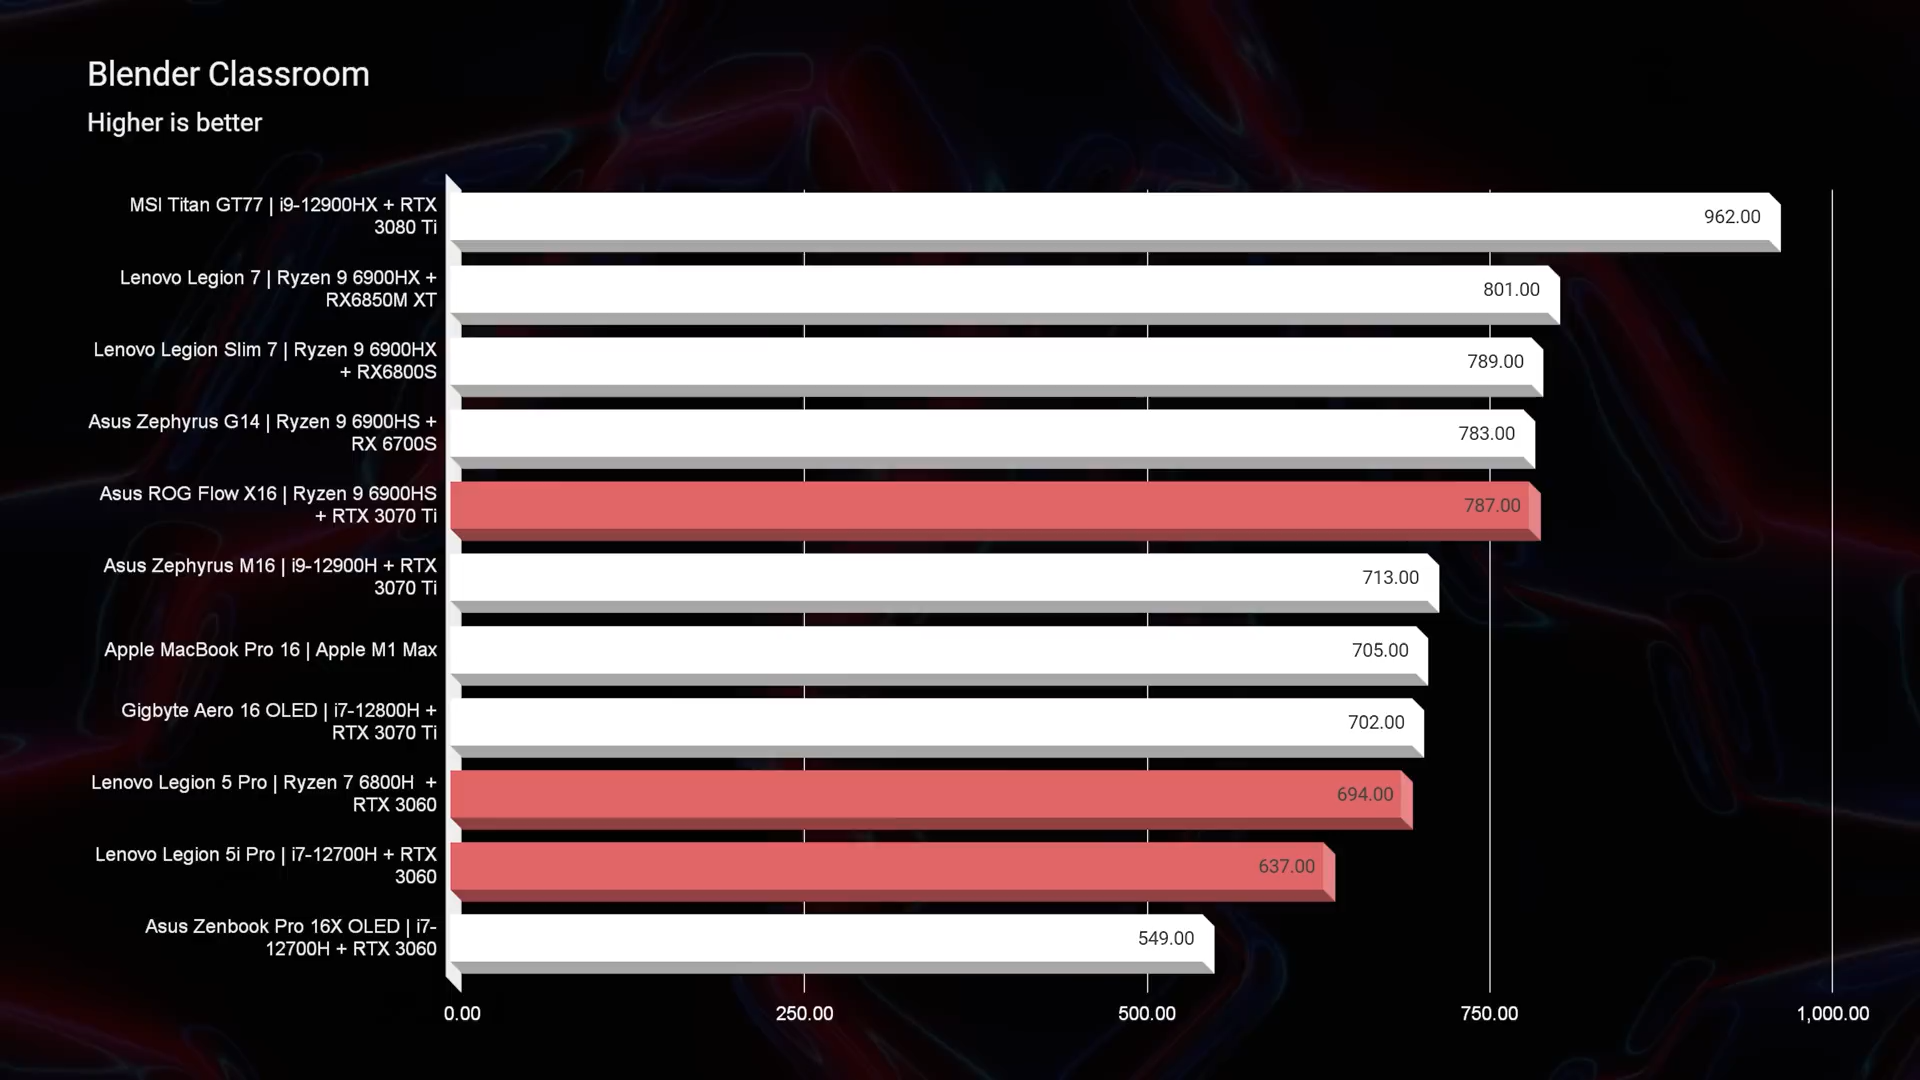 Blender Classroom
Higher is better
MSI Titan GT77 | i9-12900HX + RTX
3080 Ti
962.00
Lenovo Legion 7 | Ryzen 9 6900HX +
RX6850M XT
801.00
Lenovo Legion Slim 7 | Ryzen 9 6900HX
+ RX6800S
789.00
Asus Zephyrus G14 | Ryzen 9 6900HS +
RX 6700S
783.00
Asus ROG Flow X16 | Ryzen 9 6900HS
+ RTX 3070 Ti
787.00
Asus Zephyrus M16 | i9-12900H + RTX
3070 Ti
713.00
Apple MacBook Pro 16 | Apple M1 Max
705.00
Gigbyte Aero 16 OLED | i7-12800H +
RTX 3070 Ti
702.00
Lenovo Legion 5 Pro | Ryzen 7 6800H  +
RTX 3060
694.00
Lenovo Legion 5i Pro | i7-12700H + RTX
3060
637.00
Asus Zenbook Pro 16X OLED | i7-
12700H + RTX 3060
549.00
0.00 250.00 500.00 750.00 1,000.00